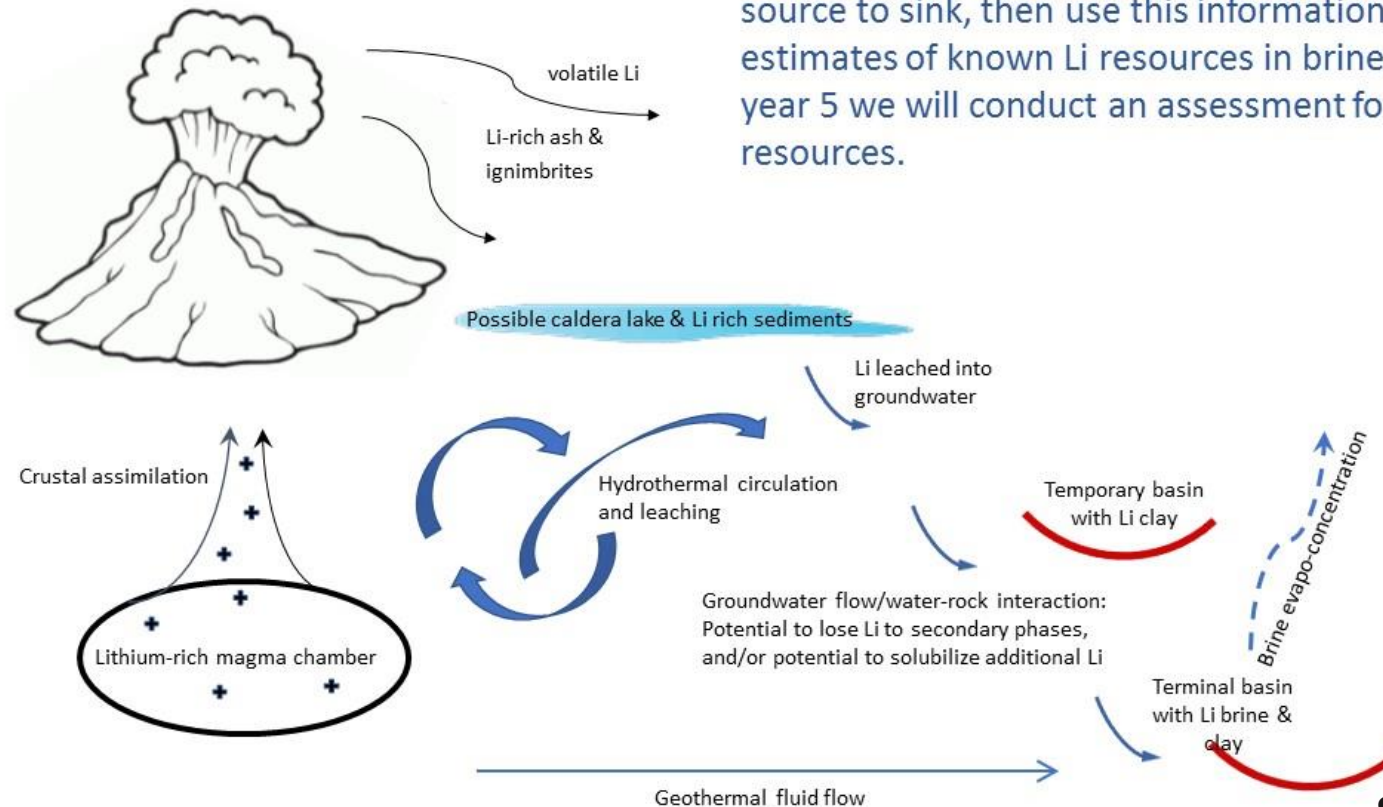 source to sink, then use this information
estimates of known Li resources in brine
year 5 we will conduct an assessment fo
resources.
volatile Li
Li-rich ash &
ignimbrites
Possible caldera lake & Li rich sediments
Li leached into
groundwater
Crustal assimilation
Hydrothermal circulation
and leaching
Temporary basin
with Li clay
Brine evapo-concentration
Groundwater flow/water-rock interaction:
Potential to lose Li to secondary phases,
and/or potential to solubilize additional Li
Lithium-rich magma chamber
Terminal basin
with Li brine &
clay
Geothermal fluid flow